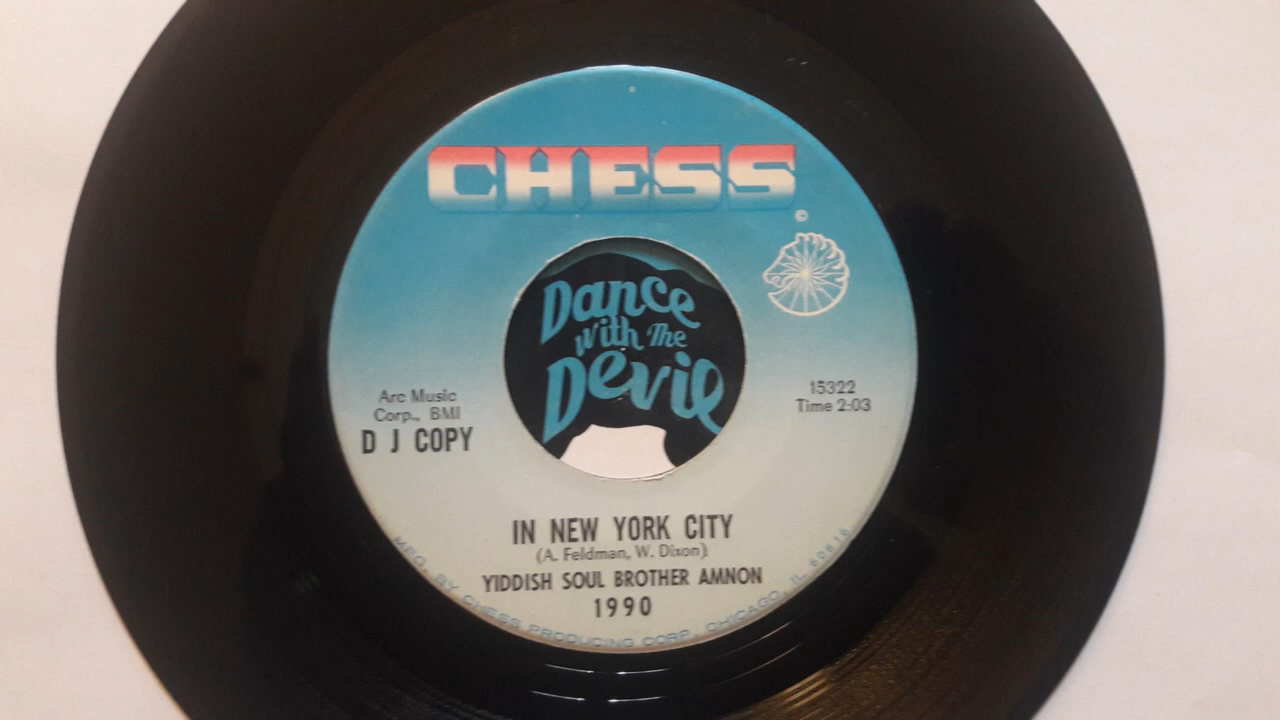 CHESS
©
Dance
with The
Devil
Arc Music
Corp., BMI
D J COPY
15322
Time 2:03
IN NEW YORK CITY
(A. Feldman, W. Dixon)
YIDDISH SOUL BROTHER AMNON
1990
MFG. BY CHESS PRODUCING CORP. CHICAGO, IL 60616